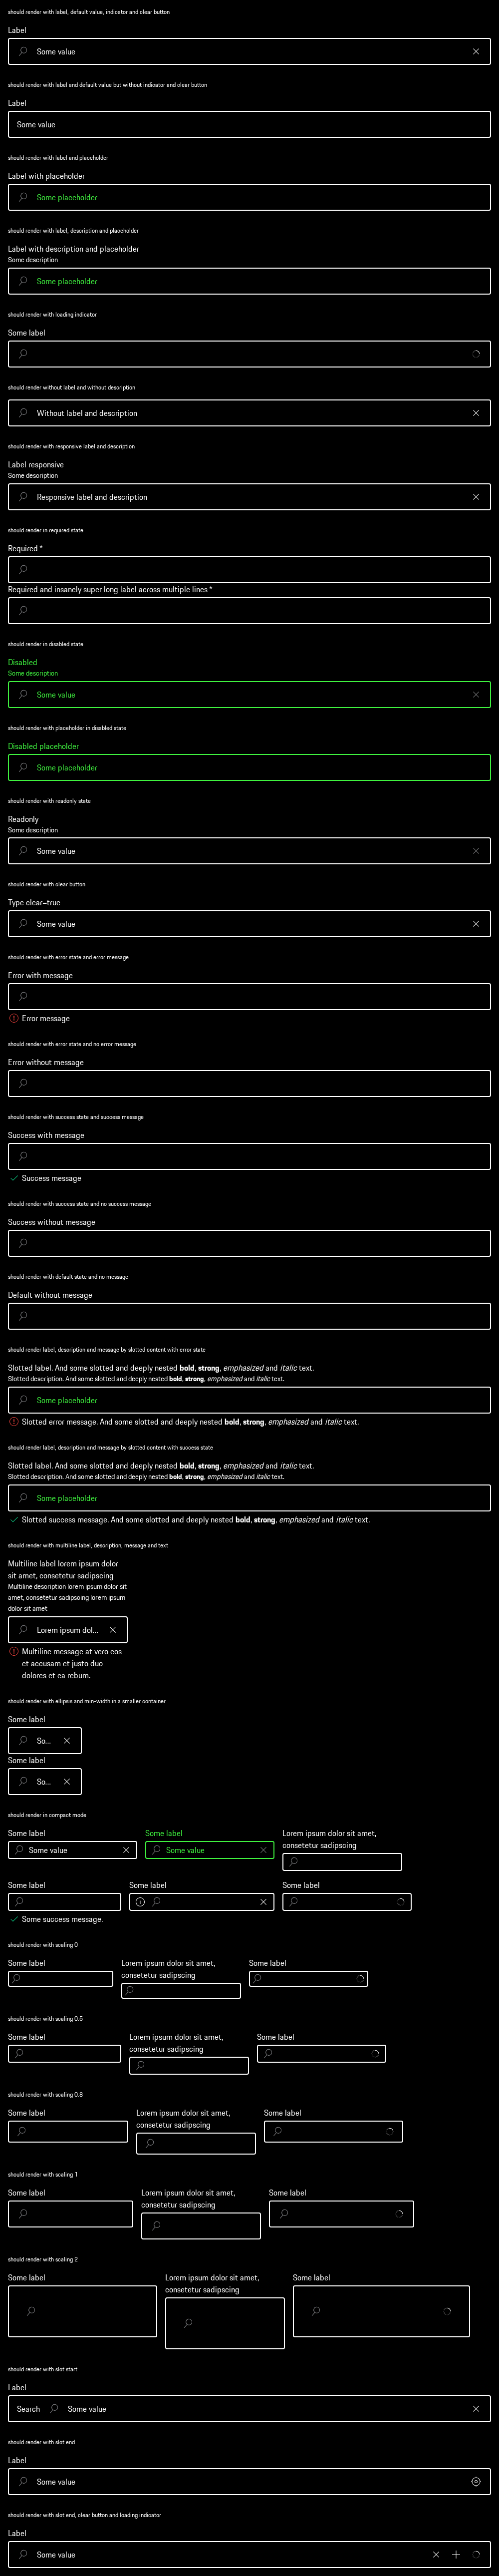 should render with label, default value, indicator and clear button
Label
Some value
should render with label and default value but without indicator and clear button
Label
Some value
should render with label and placeholder
Label with placeholder
Some placeholder
should render with label, description and placeholder
Label with description and placeholder
Some description
Some placeholder
should render with loading indicator
Some label
should render without label and without description
Without label and description
should render with responsive label and description
Label responsive
Some description
Responsive label and description
should render in required state
Required *
Required and insanely super long label across multiple lines *
should render in disabled state
Disabled
Some description
Some value
should render with placeholder in disabled state
Disabled placeholder
Some placeholder
should render with readonly state
Readonly
Some description
Some value
should render with clear button
Type clear=true
Some value
should render with error state and error message
Error with message
Error message
should render with error state and no error message
Error without message
should render with success state and success message
Success with message
Success message
should render with success state and no success message
Success without message
should render with default state and no message
Default without message
should render label, description and message by slotted content with error state
Slotted label. And some slotted and deeply nested bold, strong, emphasized and italic text.
Slotted description. And some slotted and deeply nested bold, strong, emphasized and italic text.
Some placeholder
Slotted error message. And some slotted and deeply nested bold, strong, emphasized and italic text.
should render label, description and message by slotted content with success state
Slotted label. And some slotted and deeply nested bold, strong, emphasized and italic text.
Slotted description. And some slotted and deeply nested bold, strong, emphasized and italic text.
Some placeholder
Slotted success message. And some slotted and deeply nested bold, strong, emphasized and italic text.
should render with multiline label, description, message and text
Multiline label lorem ipsum dolor
sit amet, consetetur sadipscing
Multiline description lorem ipsum dolor sit
amet, consetetur sadipscing lorem ipsum
dolor sit amet
Lorem ipsum dol...
Multiline message at vero eos
et accusam et justo duo
dolores et ea rebum.
should render with ellipsis and min-width in a smaller container
Some label
So...
Some label
So...
should render in compact mode
Some label
Some value
Some label
Some value
Lorem ipsum dolor sit amet,
consetetur sadipscing
Some label
Some success message.
Some label
Some label
should render with scaling 0
Some label
Lorem ipsum dolor sit amet,
consetetur sadipscing
Some label
should render with scaling 0.5
Some label
Lorem ipsum dolor sit amet,
consetetur sadipscing
Some label
should render with scaling 0.8
Some label
Lorem ipsum dolor sit amet,
consetetur sadipscing
Some label
should render with scaling 1
Some label
Lorem ipsum dolor sit amet,
consetetur sadipscing
Some label
should render with scaling 2
Some label
Lorem ipsum dolor sit amet,
consetetur sadipscing
Some label
should render with slot start
Label
Search
Some value
should render with slot end
Label
Some value
should render with slot end, clear button and loading indicator
Label
Some value